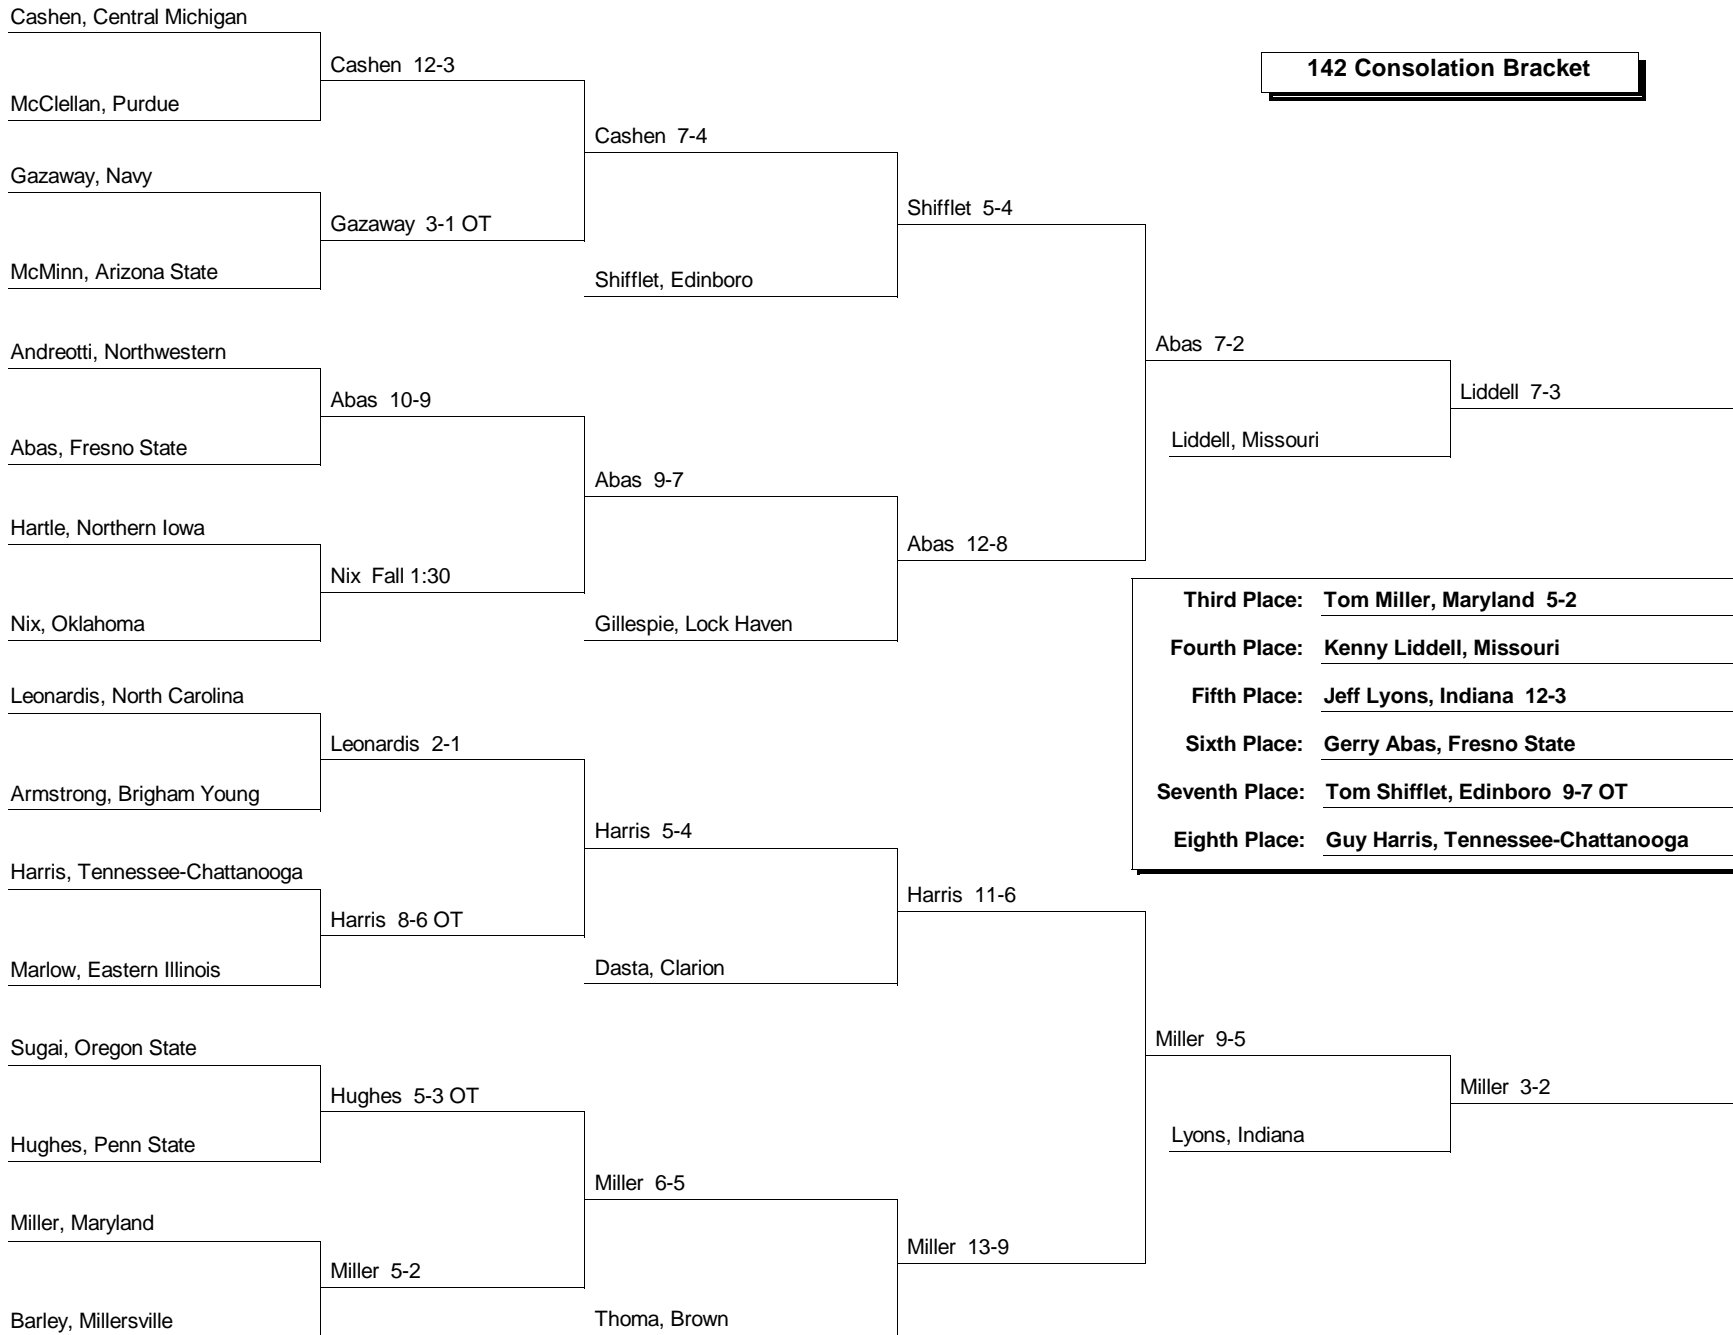 Cashen, Central Michigan
142 Consolation Bracket
Cashen 12-3
McClellan, Purdue
Cashen 7-4
Gazaway, Navy
Shifflet 5-4
Gazaway 3-1 OT
McMinn, Arizona State
Shifflet, Edinboro
Andreotti, Northwestern
Abas 7-2
Abas 10-9
Liddell 7-3
Abas, Fresno State
Liddell, Missouri
Abas 9-7
Hartle, Northern Iowa
Abas 12-8
Nix Fall 1:30
Nix, Oklahoma
Gillespie, Lock Haven
Third Place: Tom Miller, Maryland 5-2
Fourth Place: Kenny Liddell, Missouri
Fifth Place: Jeff Lyons, Indiana 12-3
Sixth Place: Gerry Abas, Fresno State
Seventh Place: Tom Shifflet, Edinboro 9-7 OT
Eighth Place: Guy Harris, Tennessee-Chattanooga
Leonardis, North Carolina
Leonardis 2-1
Armstrong, Brigham Young
Harris 5-4
Harris, Tennessee-Chattanooga
Harris 11-6
Harris 8-6 OT
Marlow, Eastern Illinois
Dasta, Clarion
Sugai, Oregon State
Miller 9-5
Hughes 5-3 OT
Miller 3-2
Hughes, Penn State
Lyons, Indiana
Miller 6-5
Miller, Maryland
Miller 13-9
Miller 5-2
Barley, Millersville
Thoma, Brown